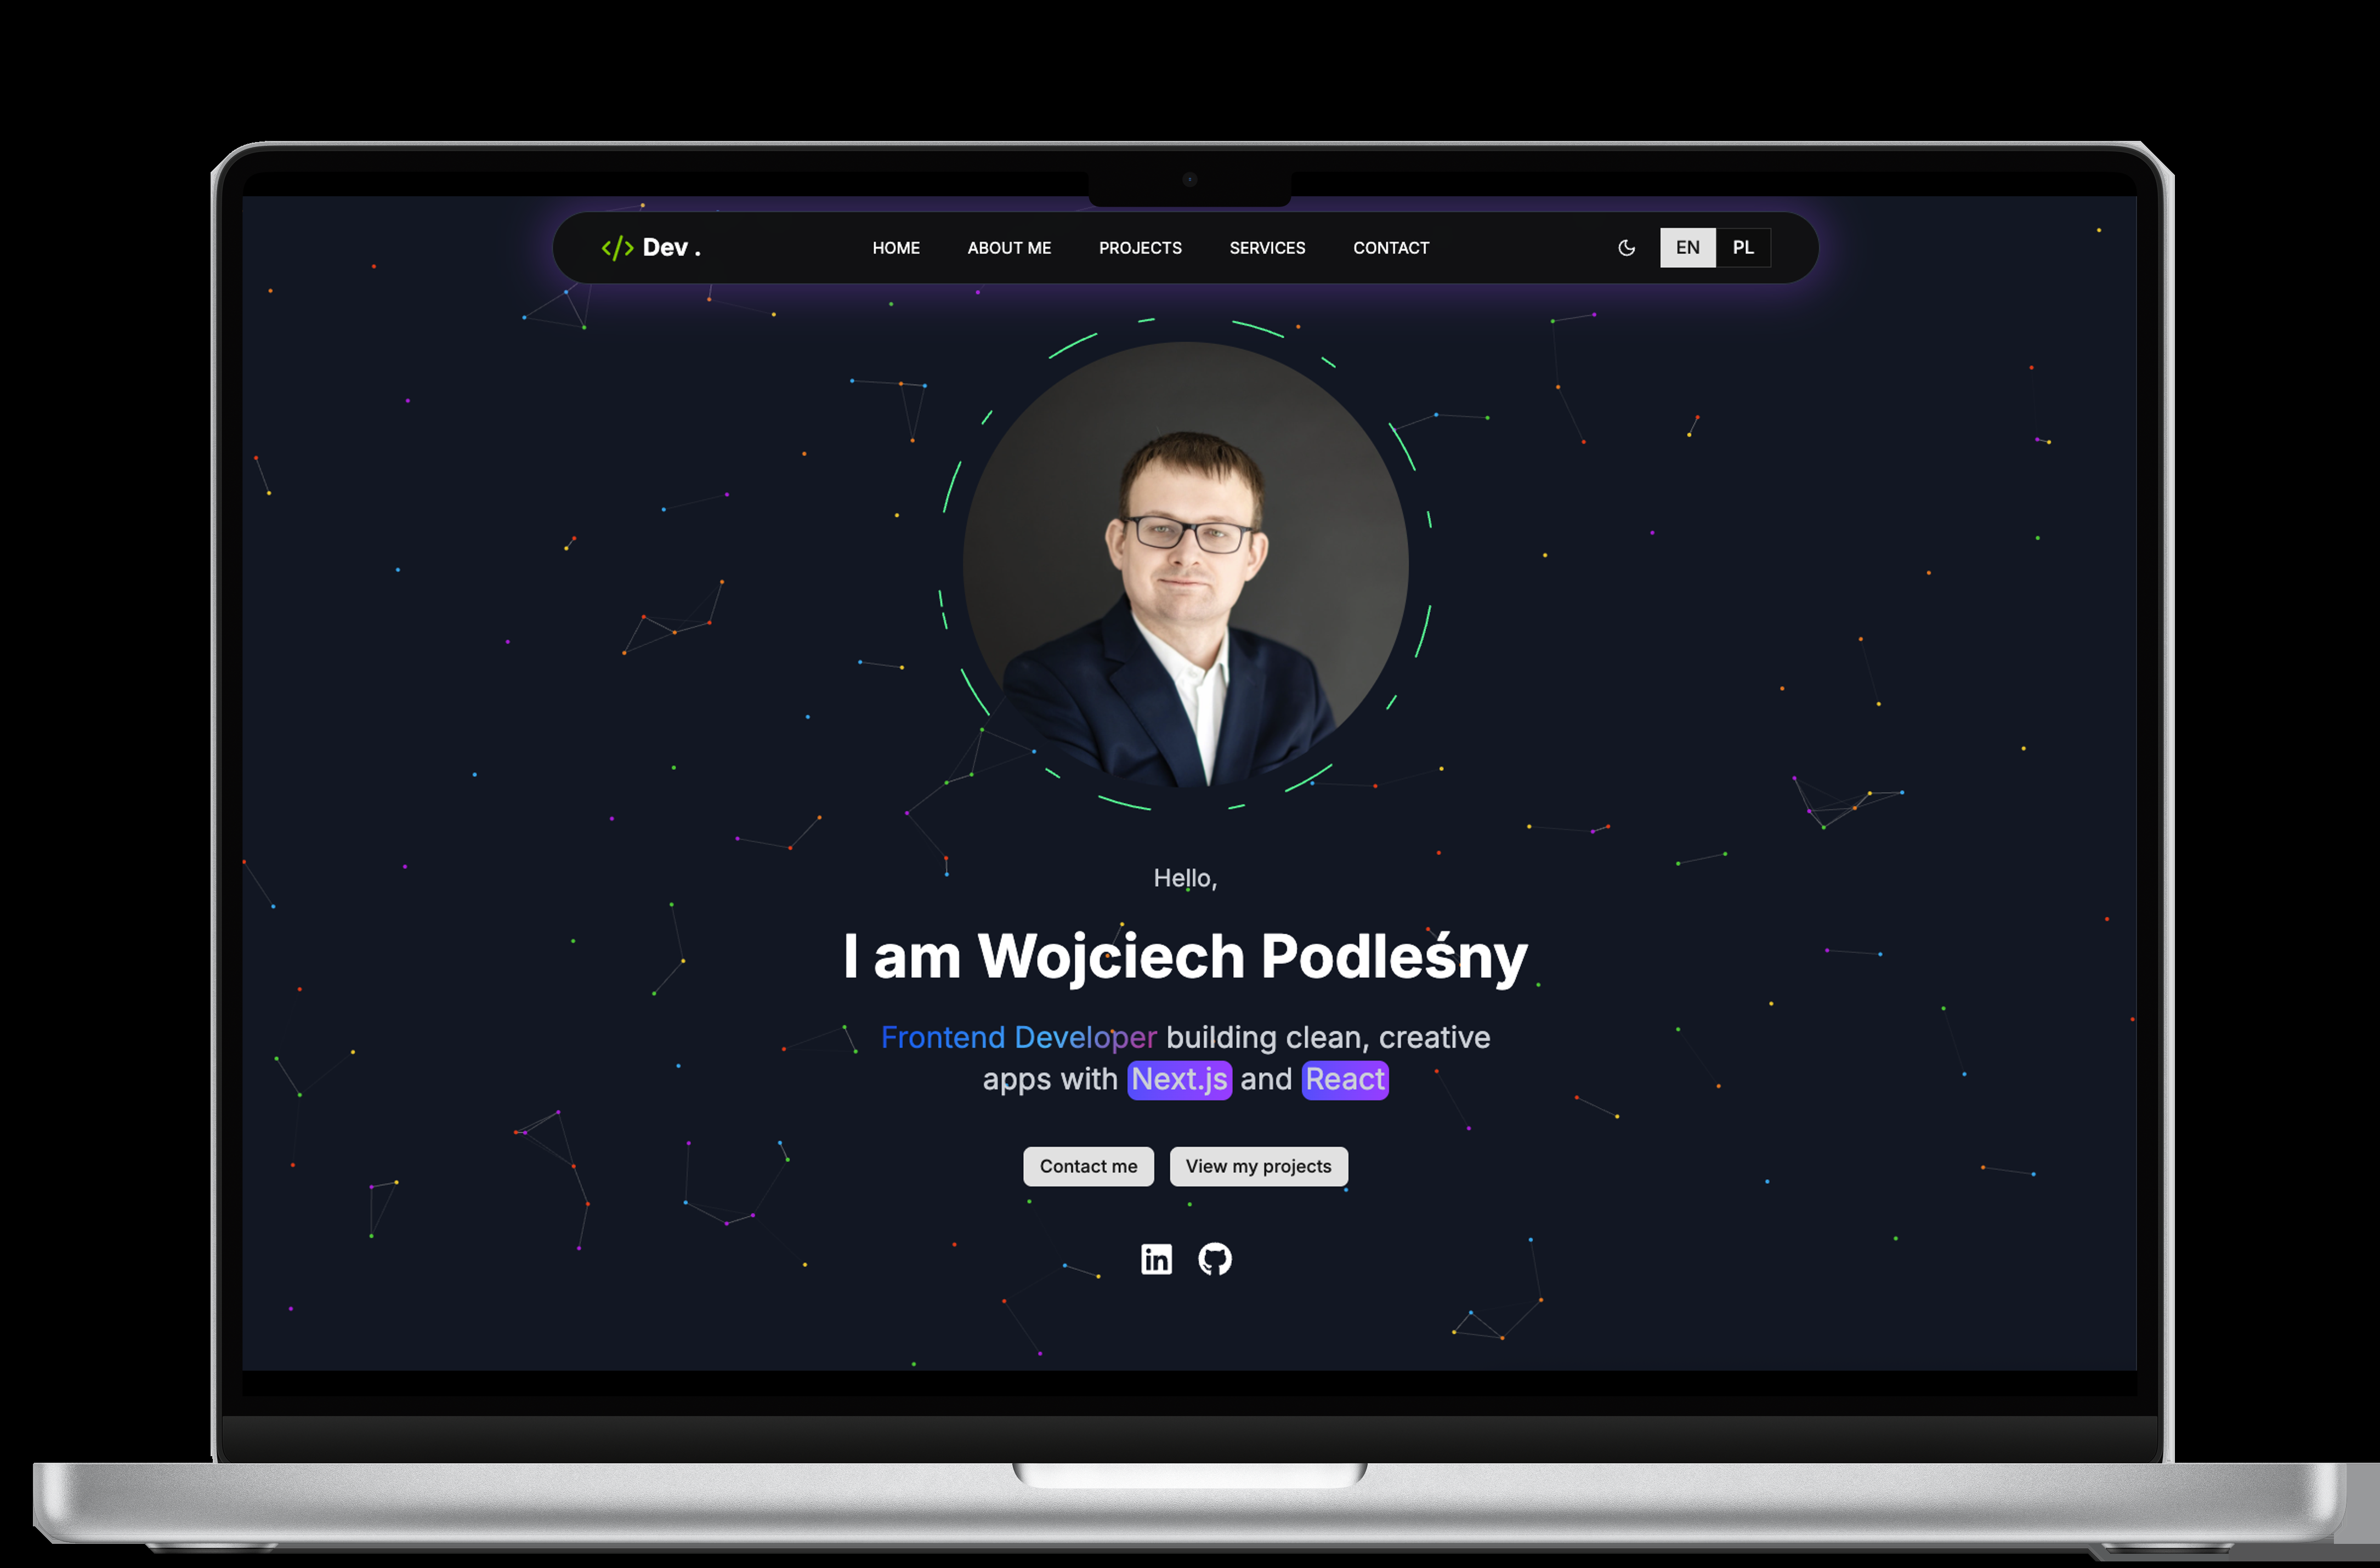 </> Dev .
HOME ABOUT ME PROJECTS SERVICES CONTACT
EN PL
Hello,
I am Wojciech Podleśny
Frontend Developer building clean, creative
apps with Next.js and React
Contact me View my projects
in